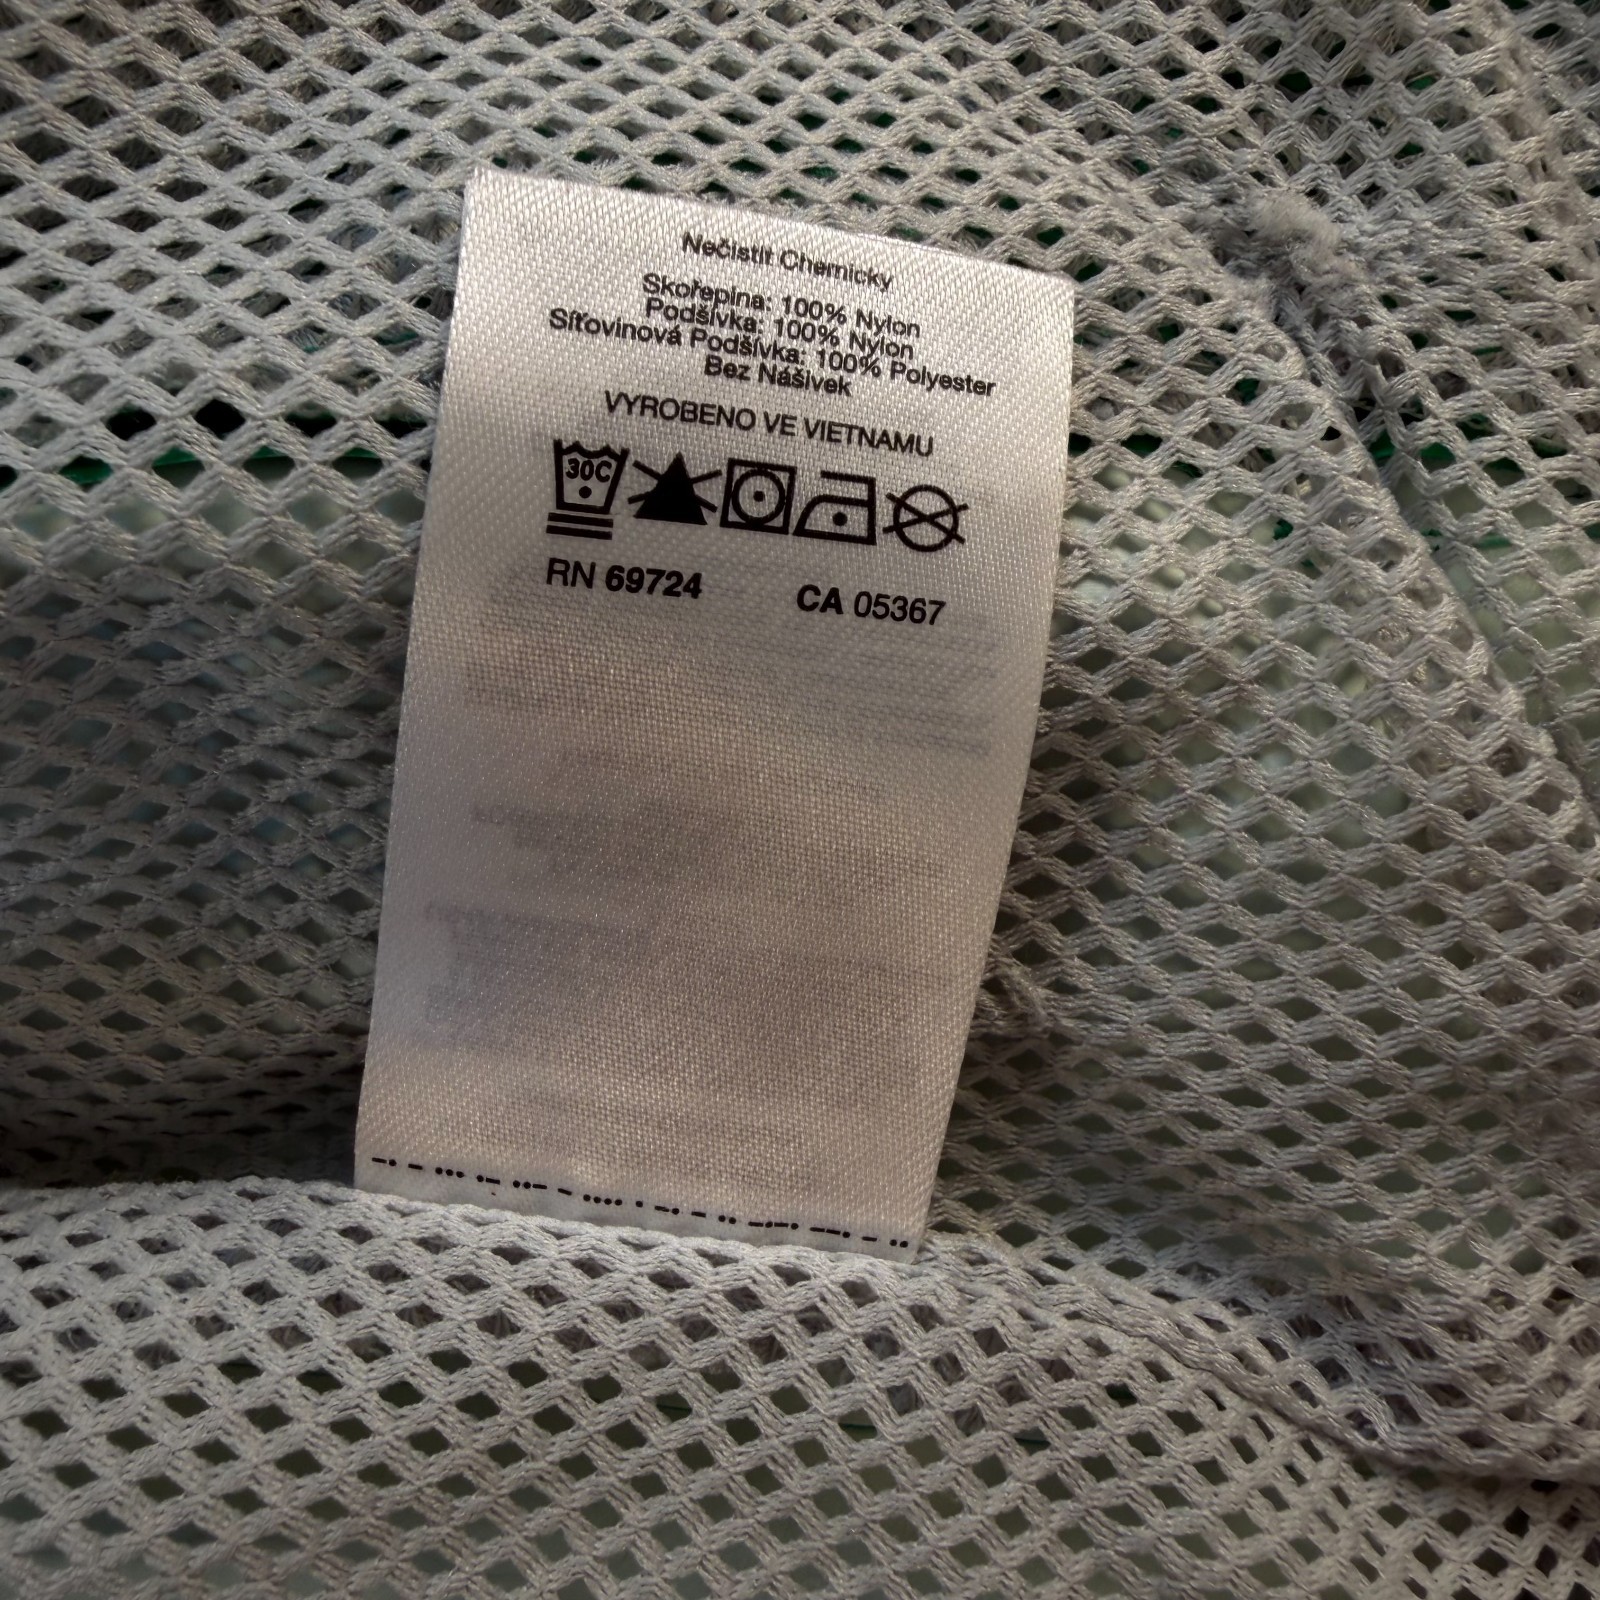 Nečistit Chemicky
Skořepina: 100% Nylon
Podšívka: 100% Nylon
Síťovinová Podšívka: 100% Polyester
Bez Nášivek
VYROBENO VE VIETNAMU
30C
RN 69724 CA 05367